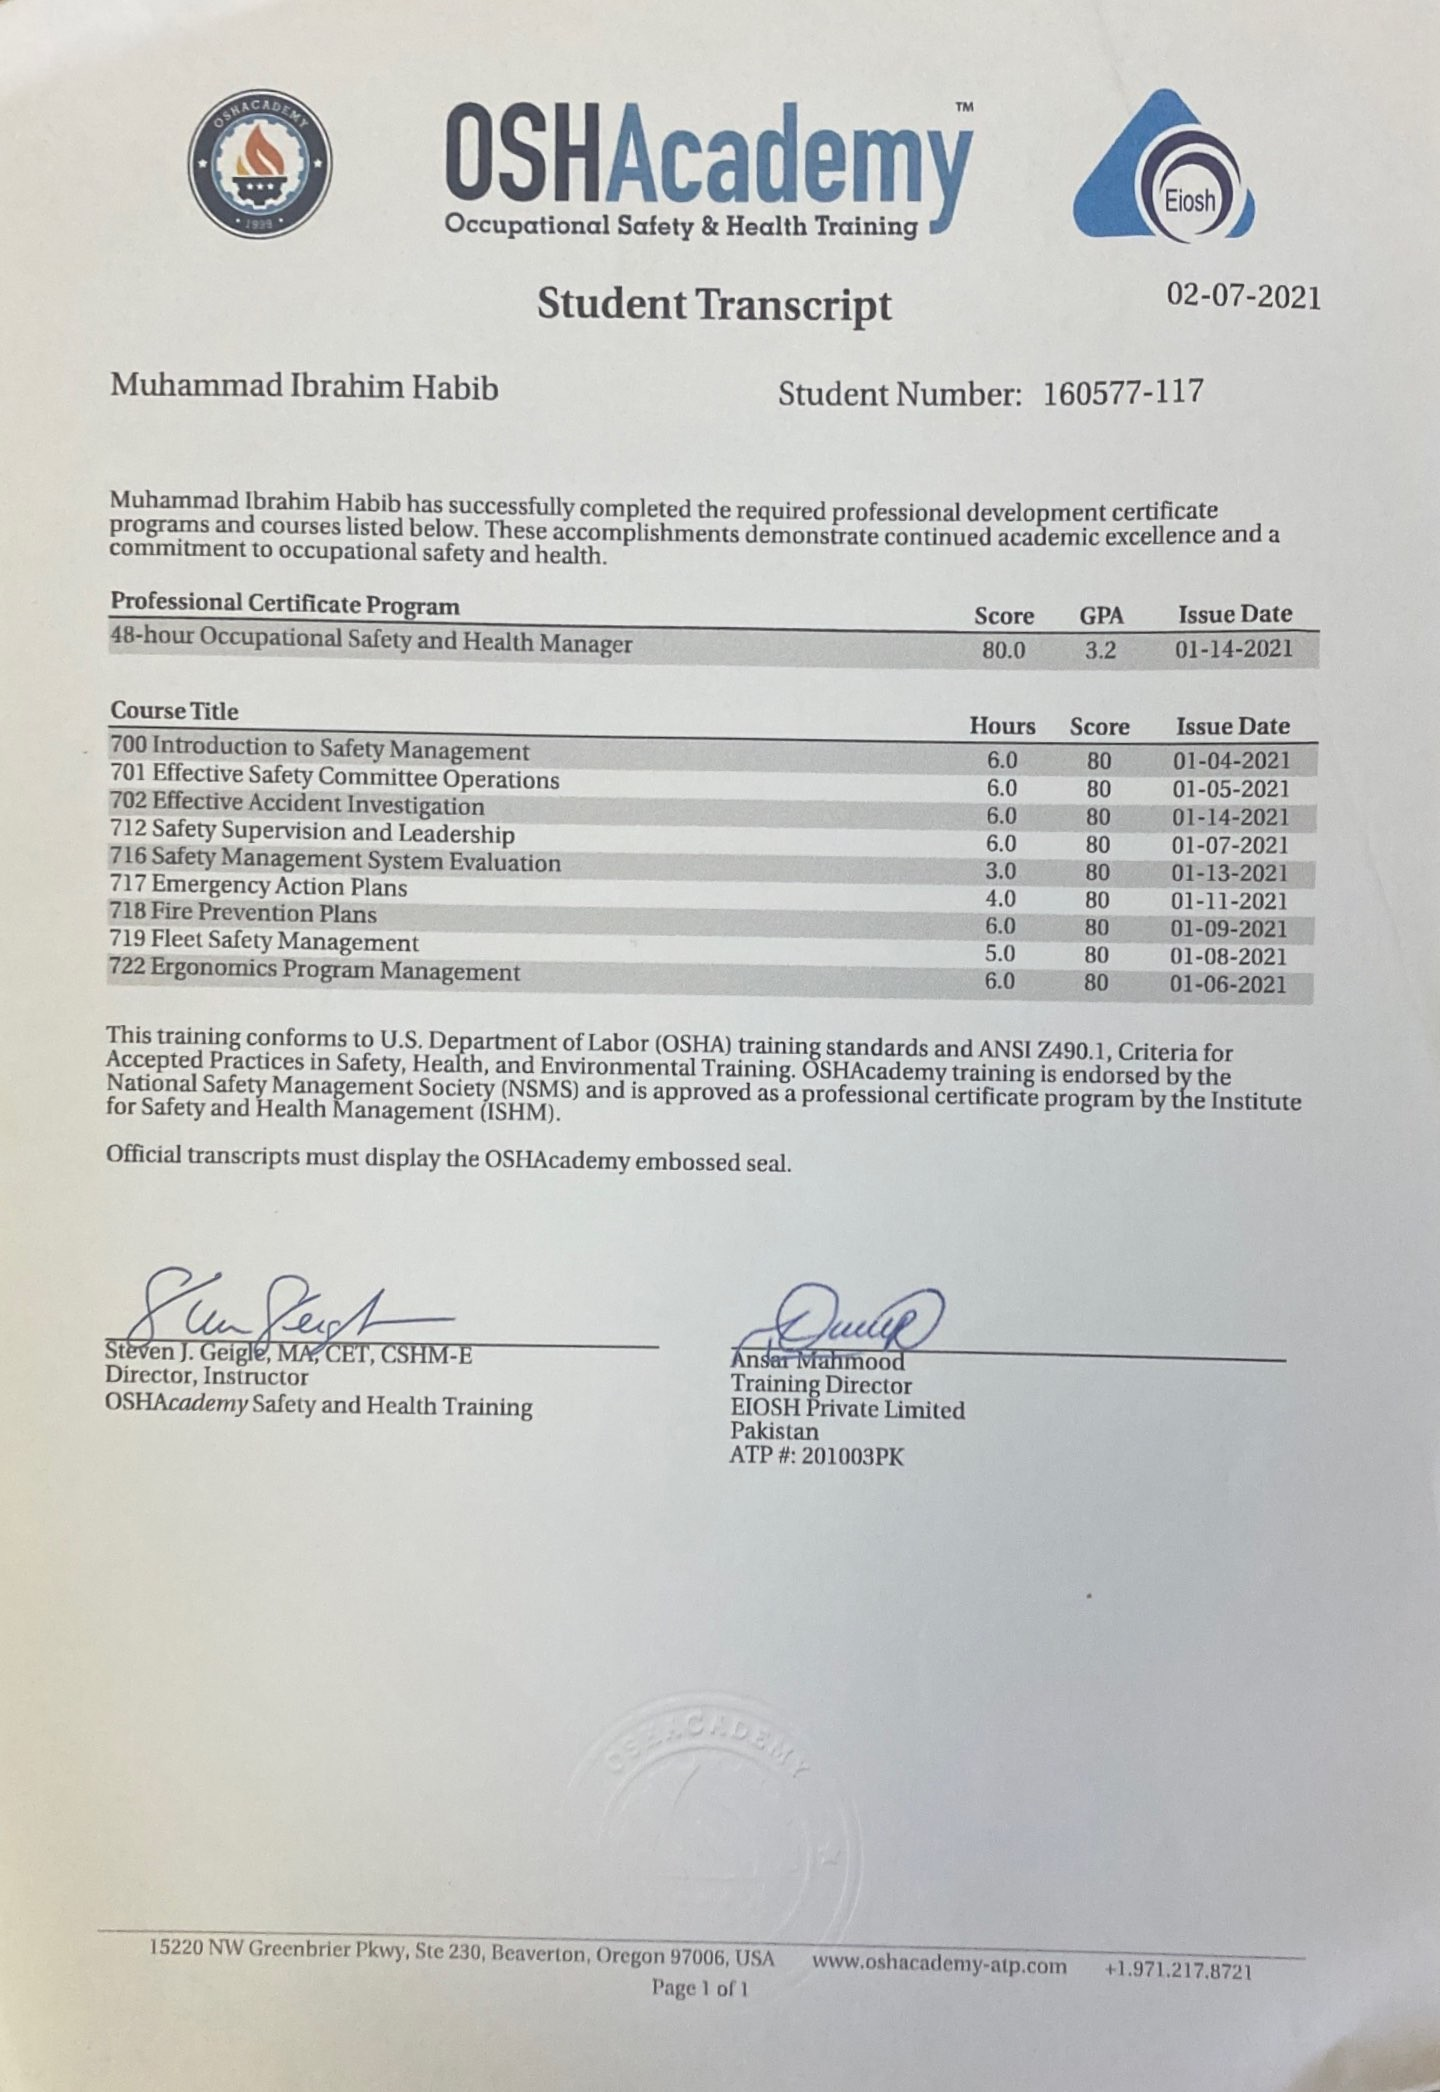 OSHACADEMY
1999
OSHAcademy™
Occupational Safety & Health Training
Eiosh
Student Transcript
02-07-2021
Muhammad Ibrahim Habib Student Number: 160577-117
Muhammad Ibrahim Habib has successfully completed the required professional development certificate
programs and courses listed below. These accomplishments demonstrate continued academic excellence and a
commitment to occupational safety and health.
Professional Certificate Program Score GPA Issue Date
48-hour Occupational Safety and Health Manager 80.0 3.2 01-14-2021
Course Title Hours Score Issue Date
700 Introduction to Safety Management 6.0 80 01-04-2021
701 Effective Safety Committee Operations 6.0 80 01-05-2021
702 Effective Accident Investigation 6.0 80 01-14-2021
712 Safety Supervision and Leadership 6.0 80 01-07-2021
716 Safety Management System Evaluation 3.0 80 01-13-2021
717 Emergency Action Plans 4.0 80 01-11-2021
718 Fire Prevention Plans 6.0 80 01-09-2021
719 Fleet Safety Management 5.0 80 01-08-2021
722 Ergonomics Program Management 6.0 80 01-06-2021
This training conforms to U.S. Department of Labor (OSHA) training standards and ANSI Z490.1, Criteria for
Accepted Practices in Safety, Health, and Environmental Training. OSHAcademy training is endorsed by the
National Safety Management Society (NSMS) and is approved as a professional certificate program by the Institute
for Safety and Health Management (ISHM).
Official transcripts must display the OSHAcademy embossed seal.
Steven J. Geigle, MA, CET, CSHM-E
Director, Instructor
OSHAcademy Safety and Health Training
Ansar Mahmood
Training Director
EIOSH Private Limited
Pakistan
ATP #: 201003PK
OSHACADEMY
15220 NW Greenbrier Pkwy, Ste 230, Beaverton, Oregon 97006, USA www.oshacademy-atp.com +1.971.217.8721
Page 1 of 1